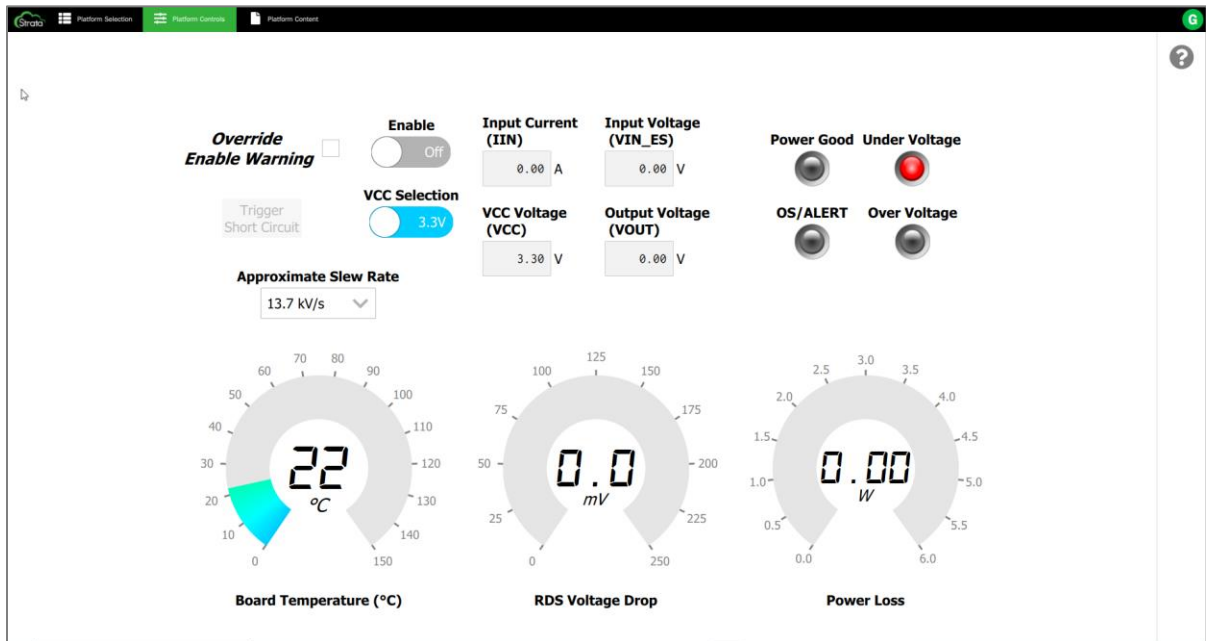 Strata
Platform Selection
Platform Controls
Platform Content
G
?
Override
Enable Warning
Enable
Off
Trigger
Short Circuit
VCC Selection
3.3V
Approximate Slew Rate
13.7 kV/s
Input Current
(IIN)
0.00 A
Input Voltage
(VIN_ES)
0.00 V
VCC Voltage
(VCC)
3.30 V
Output Voltage
(VOUT)
0.00 V
Power Good
Under Voltage
OS/ALERT
Over Voltage
0
10
20
30
40
50
60
70
80
90
100
110
120
130
140
150
22
°C
Board Temperature (°C)
0
25
50
75
100
125
150
175
200
225
250
0.0
mV
RDS Voltage Drop
0.0
0.5
1.0
1.5
2.0
2.5
3.0
3.5
4.0
4.5
5.0
5.5
6.0
0.00
W
Power Loss